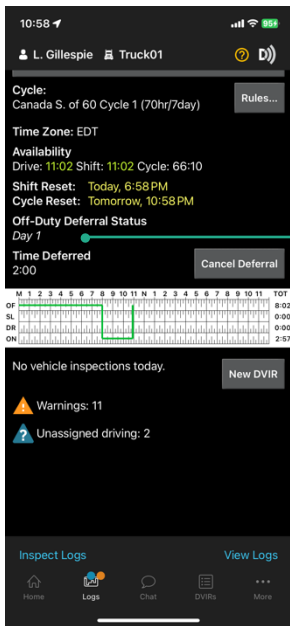 10:58
95+
L. Gillespie Truck01
Cycle:
Canada S. of 60 Cycle 1 (70hr/7day)
Rules...
Time Zone: EDT
Availability
Drive: 11:02 Shift: 11:02 Cycle: 66:10
Shift Reset: Today, 6:58 PM
Cycle Reset: Tomorrow, 10:58 PM
Off-Duty Deferral Status
Day 1
Time Deferred
2:00
Cancel Deferral
M 1 2 3 4 5 6 7 8 9 10 11 N 1 2 3 4 5 6 7 8 9 10 11 TOT
OF 8:02
SL 0:00
DR 0:00
ON 2:57
No vehicle inspections today.
New DVIR
Warnings: 11
? Unassigned driving: 2
Inspect Logs View Logs
Home Logs Chat DVIRs More